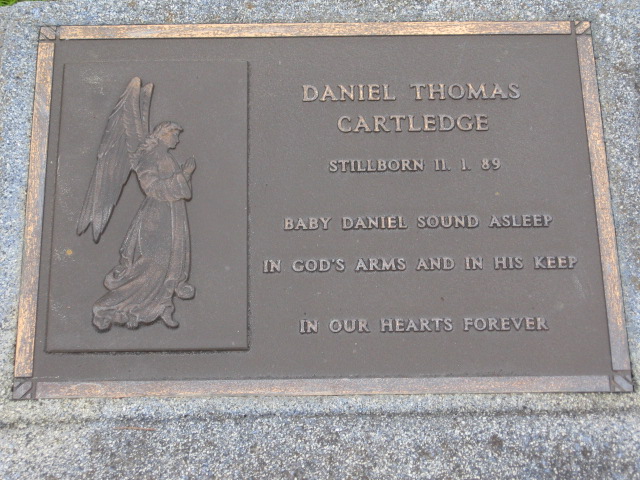 DANIEL THOMAS
CARTLEDGE
STILLBORN 11. 1. 89
BABY DANIEL SOUND ASLEEP
IN GOD'S ARMS AND IN HIS KEEP
IN OUR HEARTS FOREVER